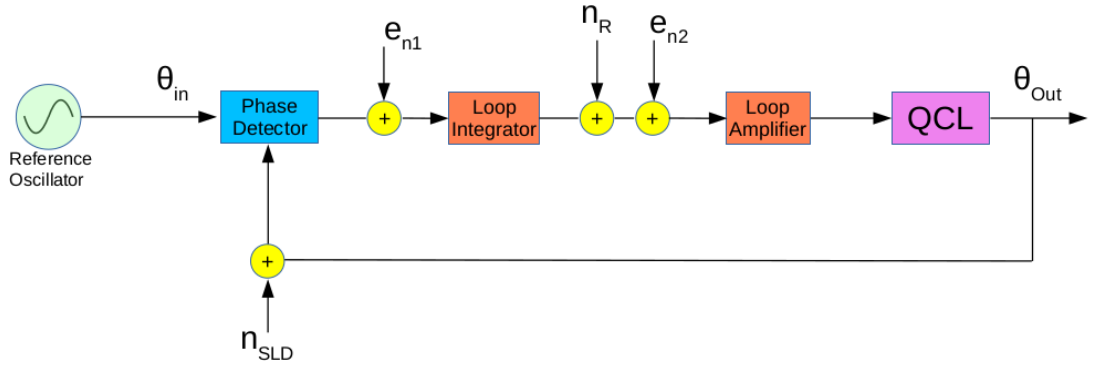 e_n1
n_R
e_n2
θ_in
θ_Out
Phase
Detector
+
Loop
Integrator
+
+
Loop
Amplifier
QCL
Reference
Oscillator
+
n_SLD